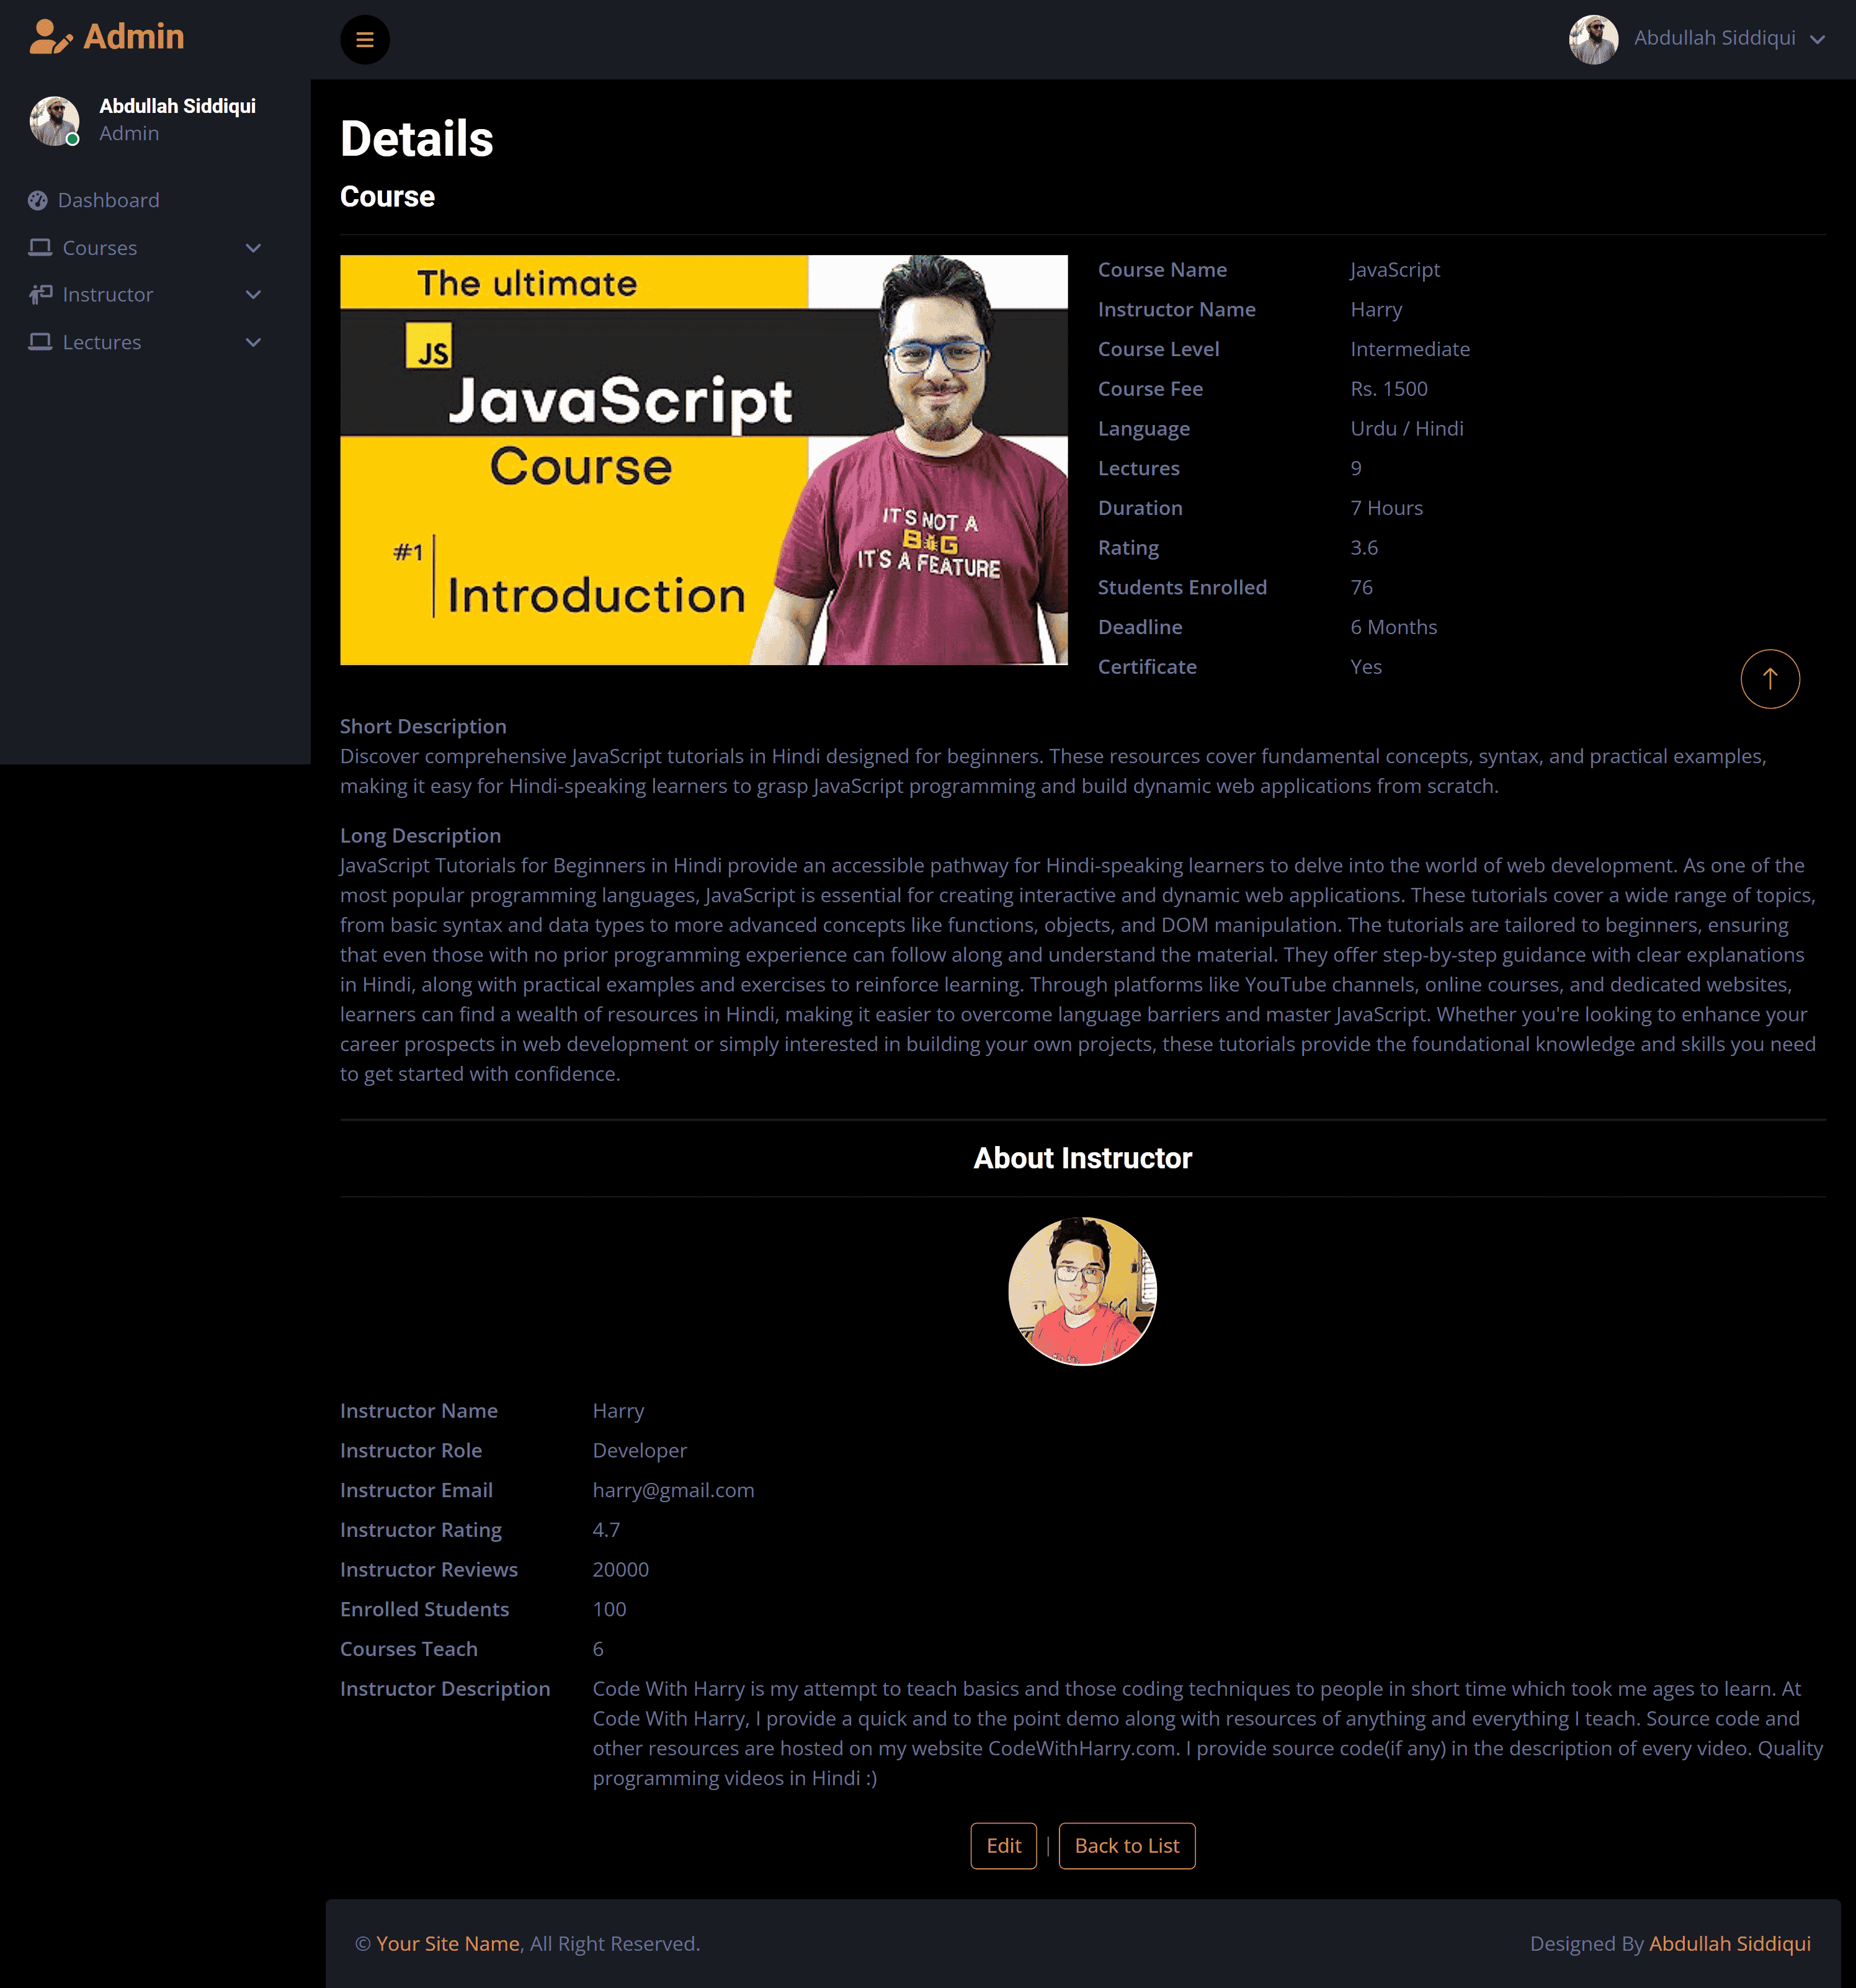 Admin
Abdullah Siddiqui
Abdullah Siddiqui
Admin
Dashboard
Courses
Instructor
Lectures
Details
Course
The ultimate
JS
JavaScript
Course
#1
Introduction
IT'S NOT A
BUG
IT'S A FEATURE
Course Name JavaScript
Instructor Name Harry
Course Level Intermediate
Course Fee Rs. 1500
Language Urdu / Hindi
Lectures 9
Duration 7 Hours
Rating 3.6
Students Enrolled 76
Deadline 6 Months
Certificate Yes
Short Description
Discover comprehensive JavaScript tutorials in Hindi designed for beginners. These resources cover fundamental concepts, syntax, and practical examples,
making it easy for Hindi-speaking learners to grasp JavaScript programming and build dynamic web applications from scratch.
Long Description
JavaScript Tutorials for Beginners in Hindi provide an accessible pathway for Hindi-speaking learners to delve into the world of web development. As one of the
most popular programming languages, JavaScript is essential for creating interactive and dynamic web applications. These tutorials cover a wide range of topics,
from basic syntax and data types to more advanced concepts like functions, objects, and DOM manipulation. The tutorials are tailored to beginners, ensuring
that even those with no prior programming experience can follow along and understand the material. They offer step-by-step guidance with clear explanations
in Hindi, along with practical examples and exercises to reinforce learning. Through platforms like YouTube channels, online courses, and dedicated websites,
learners can find a wealth of resources in Hindi, making it easier to overcome language barriers and master JavaScript. Whether you're looking to enhance your
career prospects in web development or simply interested in building your own projects, these tutorials provide the foundational knowledge and skills you need
to get started with confidence.
About Instructor
Instructor Name Harry
Instructor Role Developer
Instructor Email harry@gmail.com
Instructor Rating 4.7
Instructor Reviews 20000
Enrolled Students 100
Courses Teach 6
Instructor Description Code With Harry is my attempt to teach basics and those coding techniques to people in short time which took me ages to learn. At
Code With Harry, I provide a quick and to the point demo along with resources of anything and everything I teach. Source code and
other resources are hosted on my website CodeWithHarry.com. I provide source code(if any) in the description of every video. Quality
programming videos in Hindi :)
Edit | Back to List
© Your Site Name, All Right Reserved.
Designed By Abdullah Siddiqui